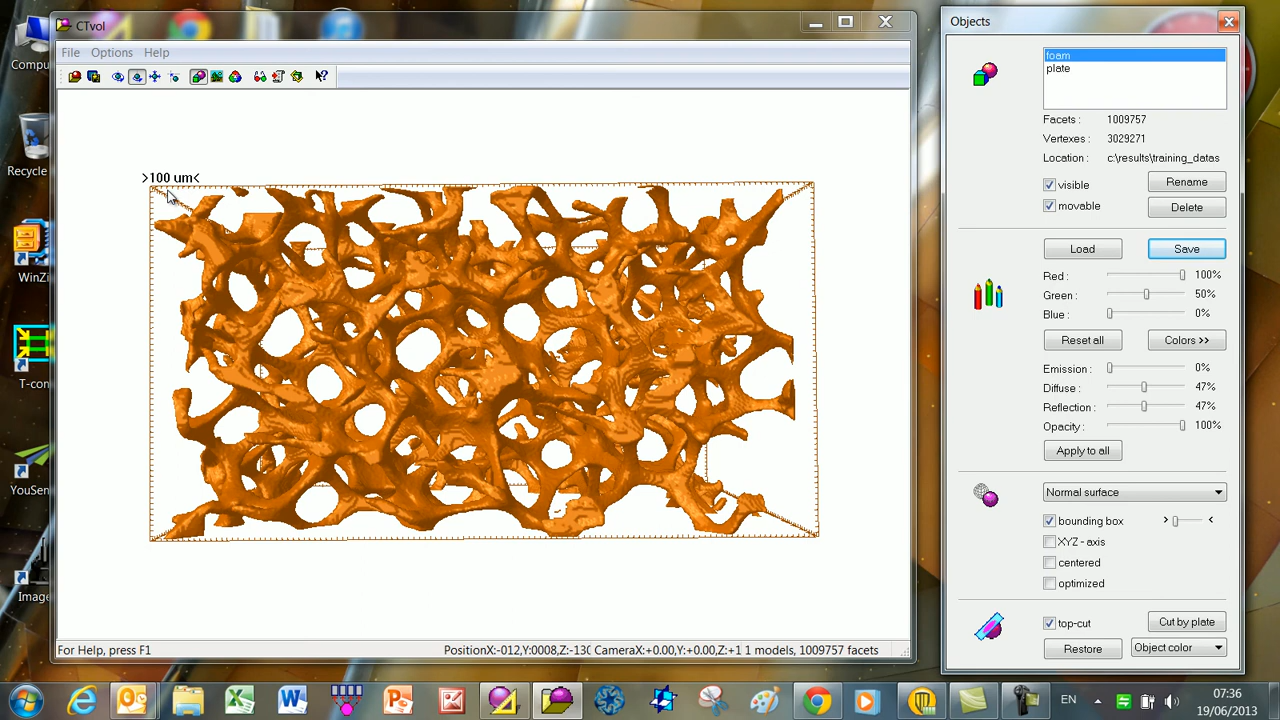 CTvol
File Options Help
>100 um<
For Help, press F1
PositionX:-012,Y:0008,Z:-130 CameraX:+0.00,Y:+0.00,Z:+1 1 models, 1009757 facets
Objects
foam
plate
Facets : 1009757
Vertexes : 3029271
Location : c:\results\training_datas
visible
Rename
movable
Delete
Load
Save
Red : 100%
Green : 50%
Blue : 0%
Reset all
Colors >>
Emission : 0%
Diffuse : 47%
Reflection : 47%
Opacity : 100%
Apply to all
Normal surface
bounding box > <
XYZ - axis
centered
optimized
top-cut
Cut by plate
Restore
Object color
Compu
Recycle
WinZi
T-con
YouSen
Image
EN
07:36
19/06/2013